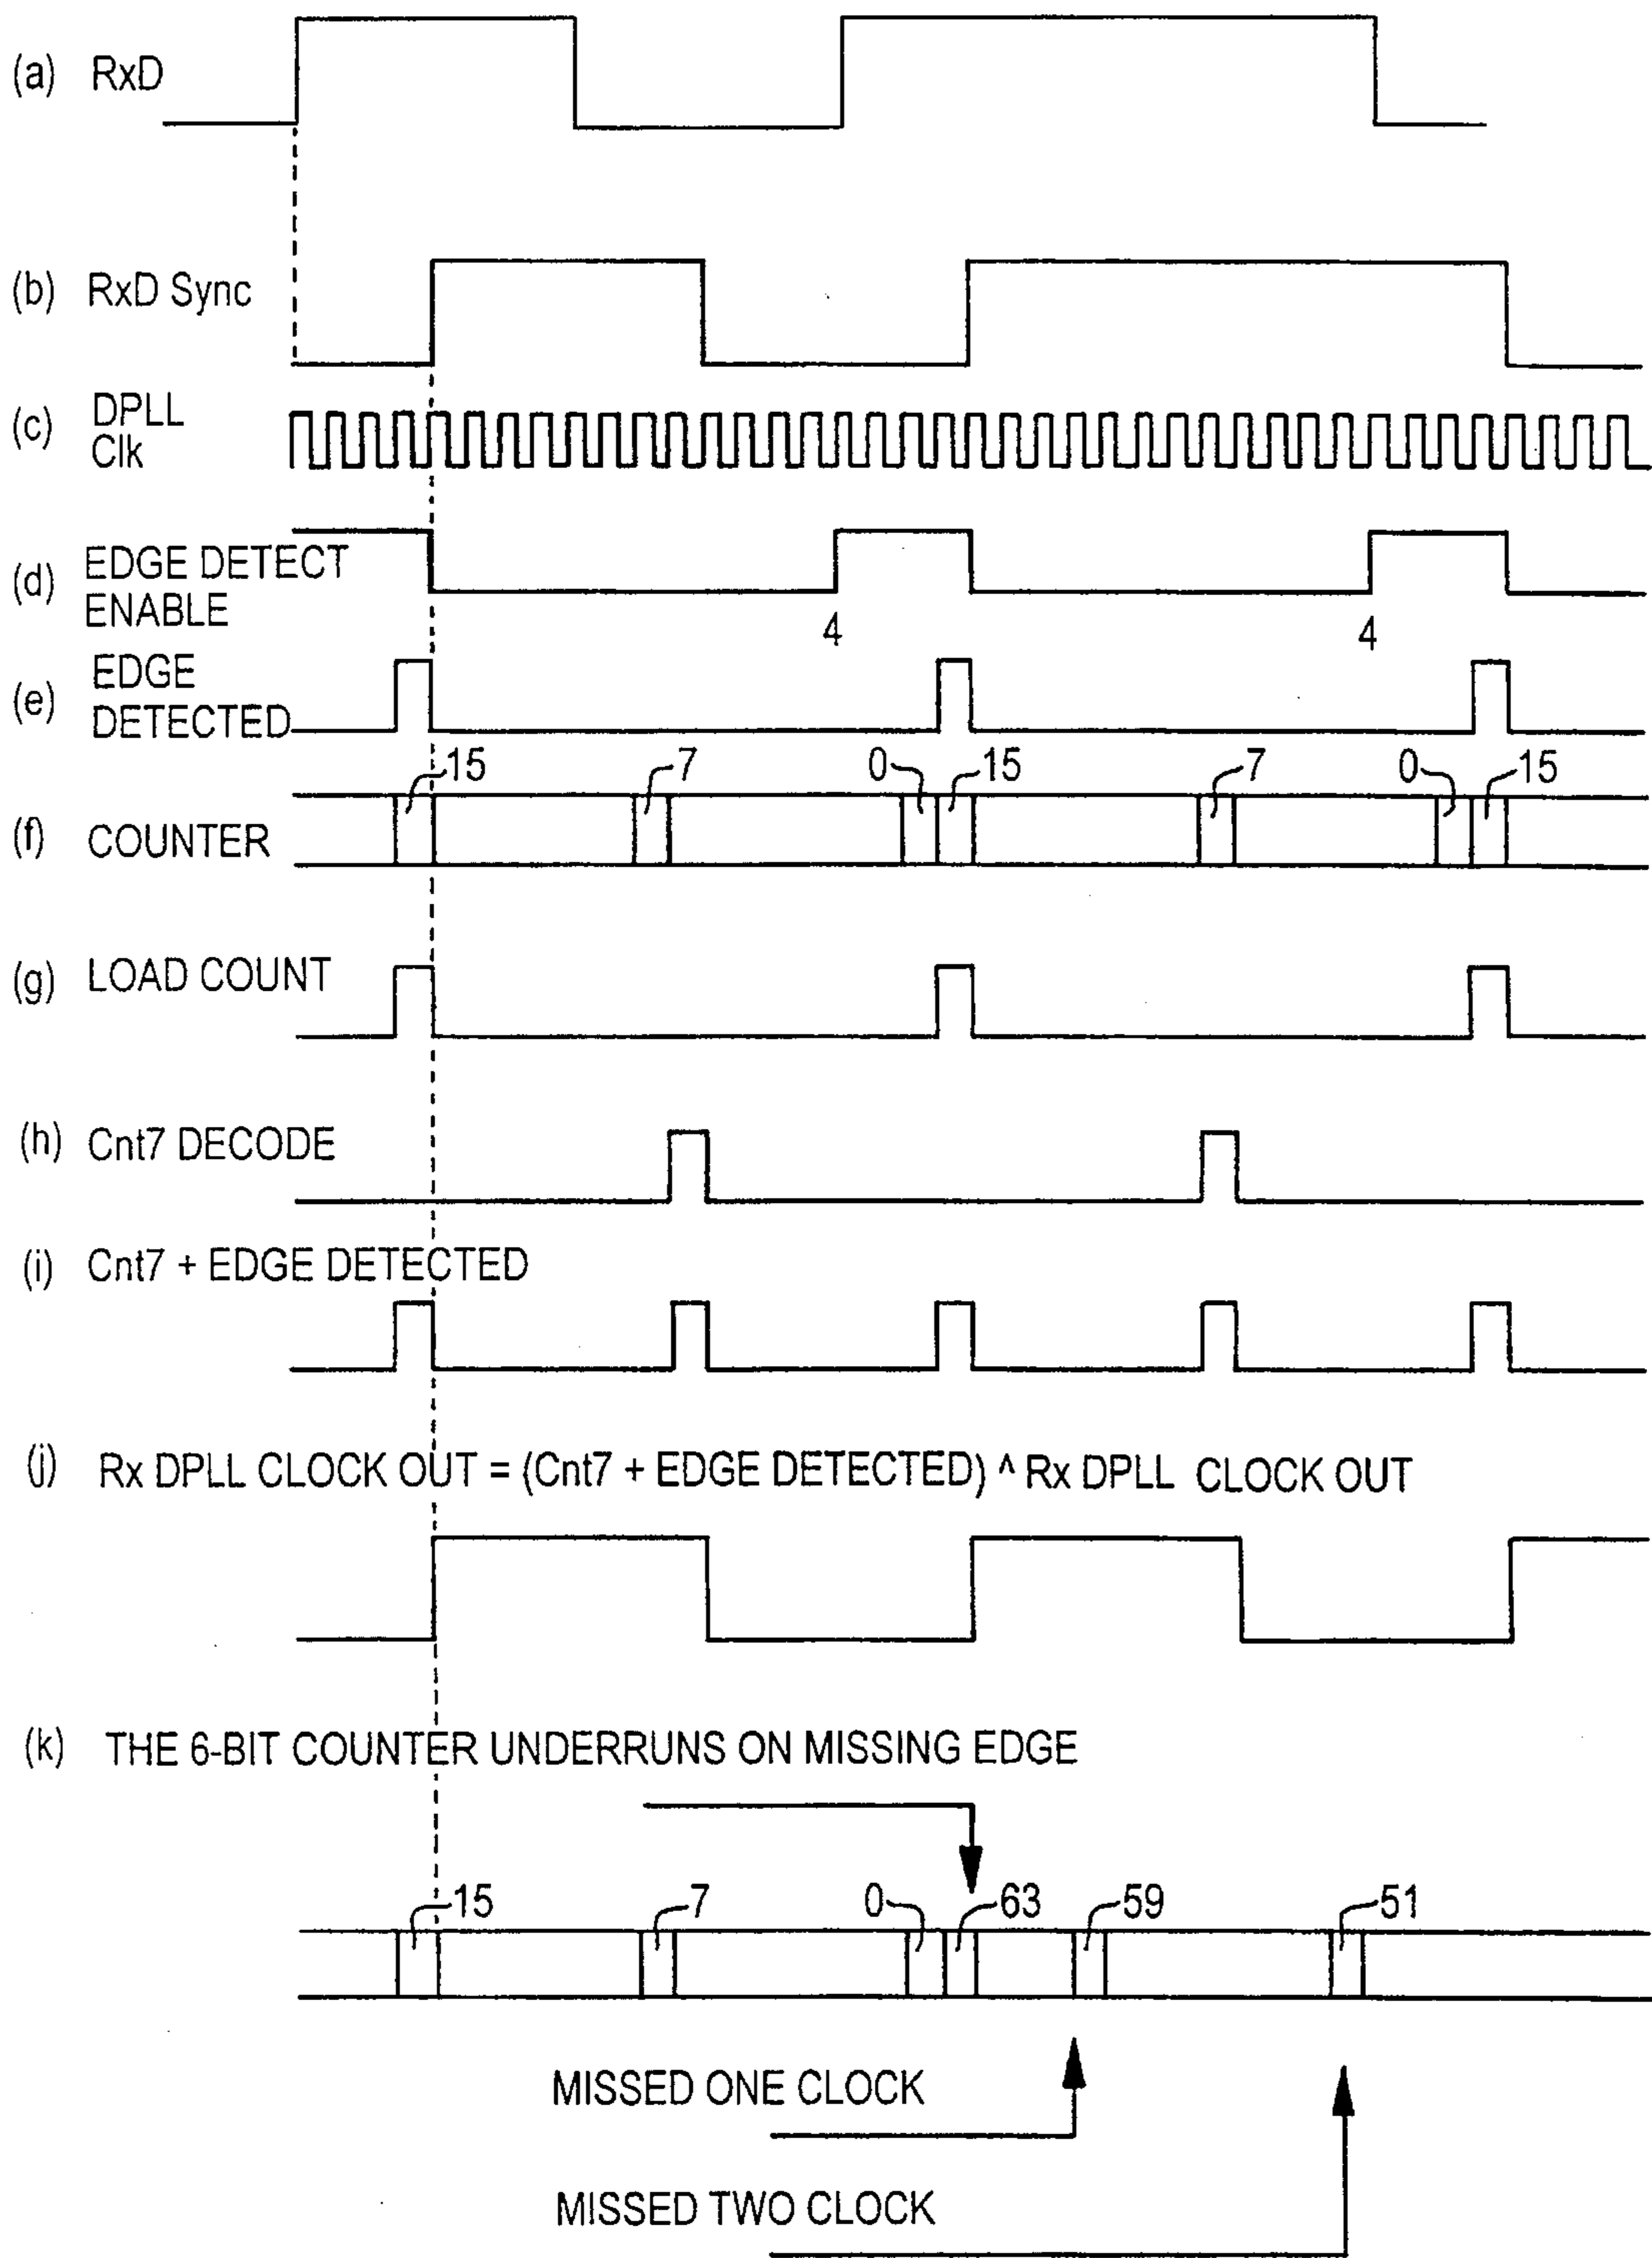 (a) RxD
(b) RxD Sync
(c) DPLL
Clk
(d) EDGE DETECT
ENABLE
4 4
(e) EDGE
DETECTED
15 7 0 15 7 0 15
(f) COUNTER
(g) LOAD COUNT
(h) Cnt7 DECODE
(i) Cnt7 + EDGE DETECTED
(j) Rx DPLL CLOCK OUT = (Cnt7 + EDGE DETECTED) ^ Rx DPLL CLOCK OUT
(k) THE 6-BIT COUNTER UNDERRUNS ON MISSING EDGE
15 7 0 63 59 51
MISSED ONE CLOCK
MISSED TWO CLOCK